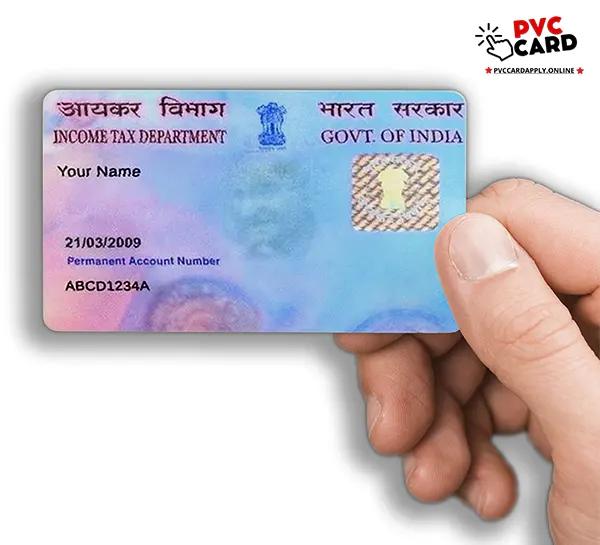 PVC
CARD
★ PVCCARDAPPLY.ONLINE ★
आयकर विभाग
INCOME TAX DEPARTMENT
भारत सरकार
GOVT. OF INDIA
Your Name
21/03/2009
Permanent Account Number
ABCD1234A